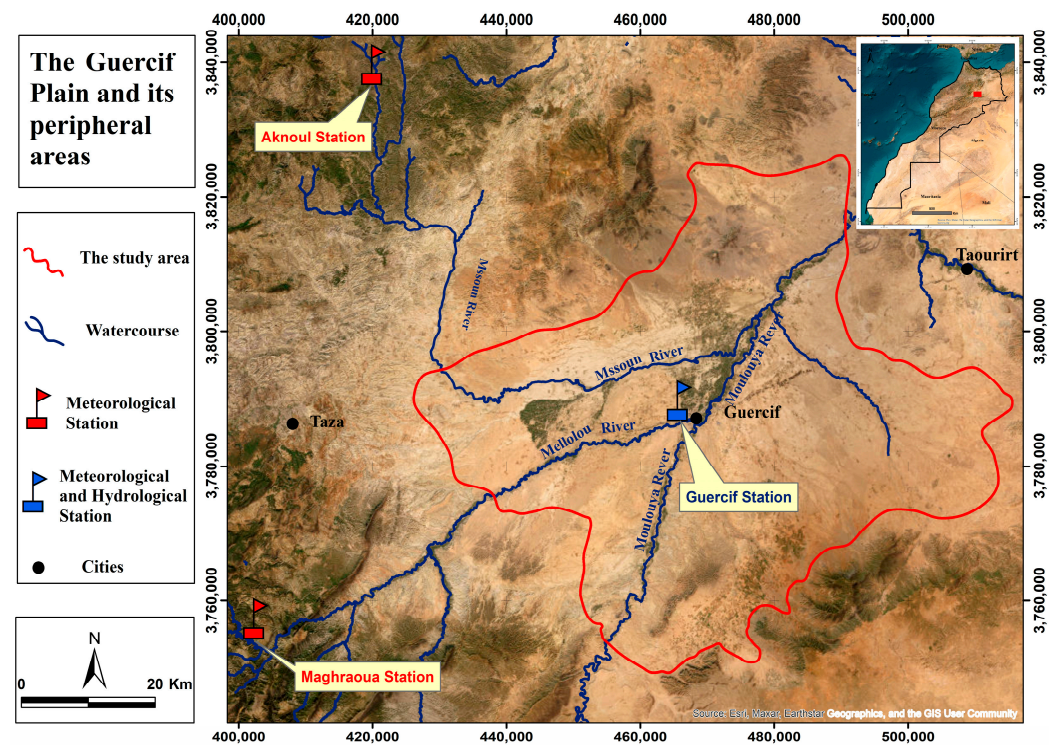 The Guercif
Plain and its
peripheral
areas
The study area
Watercourse
Meteorological
Station
Meteorological
and Hydrological
Station
Cities
N
0 20 Km
400,000 420,000 440,000 460,000 480,000 500,000
3,840,000
3,820,000
3,800,000
3,780,000
3,760,000
Aknoul Station
Mssoum River
Mssoun River
Moulouya Rever
Mellolou River
Moulouya Rever
Taza
Guercif
Guercif Station
Taourirt
Maghraoua Station
Mauritania
Mali
Source: Esri, Maxar, Earthstar Geographics, and the GIS User Community
3,840,000
3,820,000
3,800,000
3,780,000
3,760,000
400,000 420,000 440,000 460,000 480,000 500,000